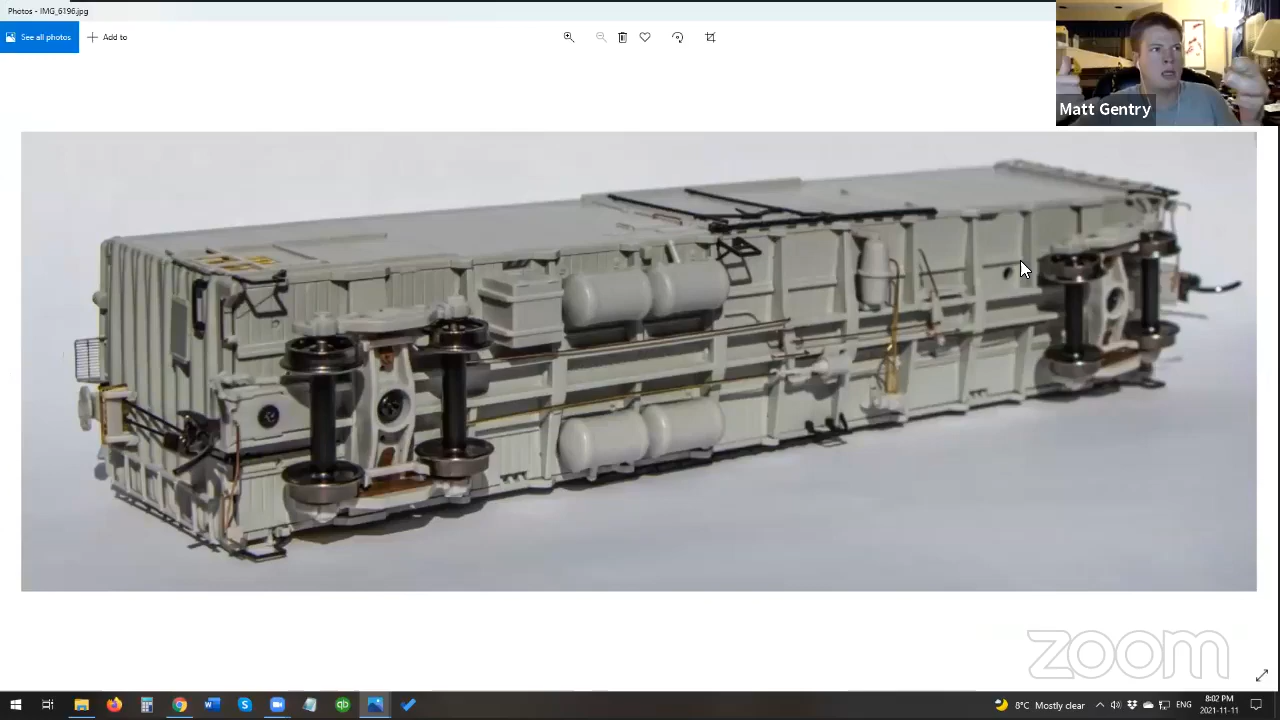 Photos - IMG_6196.jpg
See all photos
Add to
Matt Gentry
zoom
8°C Mostly clear
ENG
8:02 PM
2021-11-11